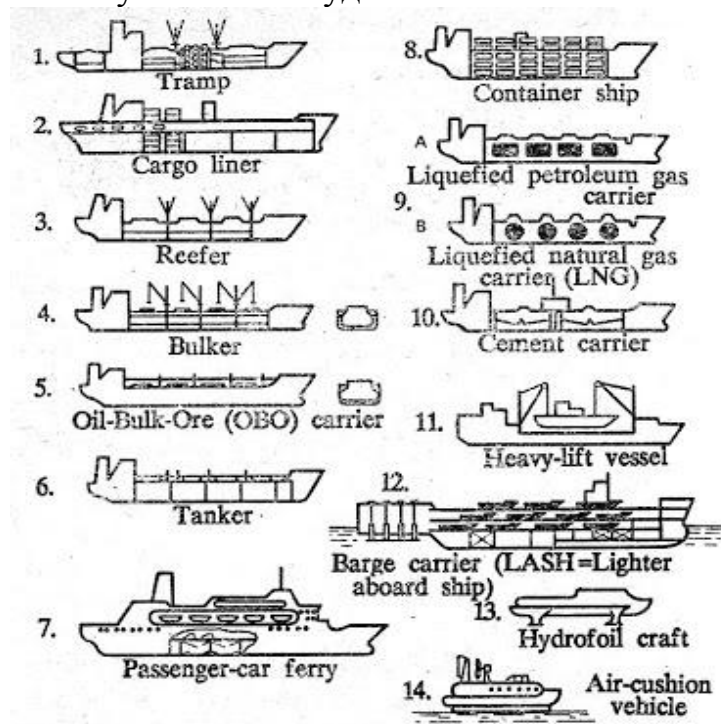 1.
Tramp
2.
Cargo liner
3.
Reefer
4.
Bulker
5.
Oil-Bulk-Ore (OBO) carrier
6.
Tanker
7.
Passenger-car ferry
8.
Container ship
A
Liquefied petroleum gas
carrier
9.
B
Liquefied natural gas
carrier (LNG)
10.
Cement carrier
11.
Heavy-lift vessel
12.
Barge carrier (LASH=Lighter
aboard ship)
13.
Hydrofoil craft
14.
Air-cushion
vehicle